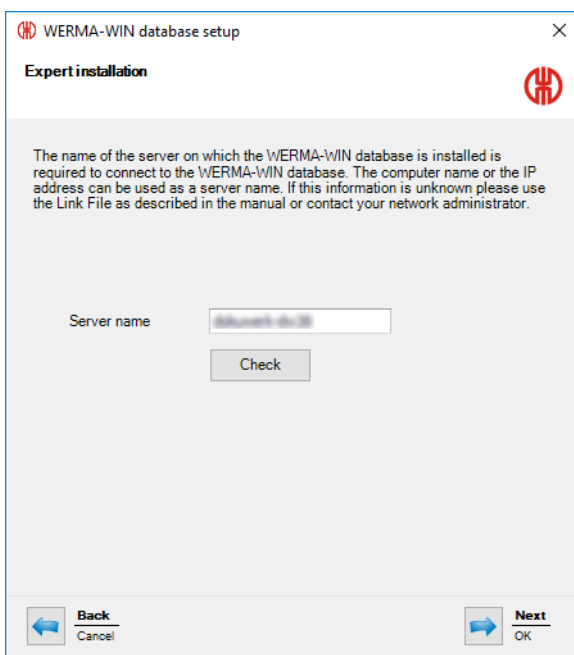 WERMA-WIN database setup
Expert installation
The name of the server on which the WERMA-WIN database is installed is
required to connect to the WERMA-WIN database. The computer name or the IP
address can be used as a server name. If this information is unknown please use
the Link File as described in the manual or contact your network administrator.
Server name
Check
Back
Cancel
Next
OK